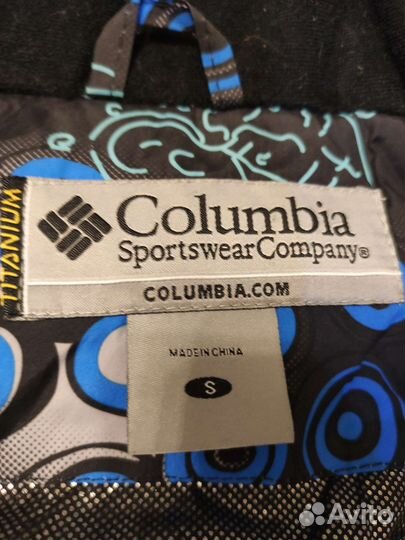 TITANIUM
Columbia
Sportswear Company®
COLUMBIA.COM
MADE IN CHINA
S
Avito